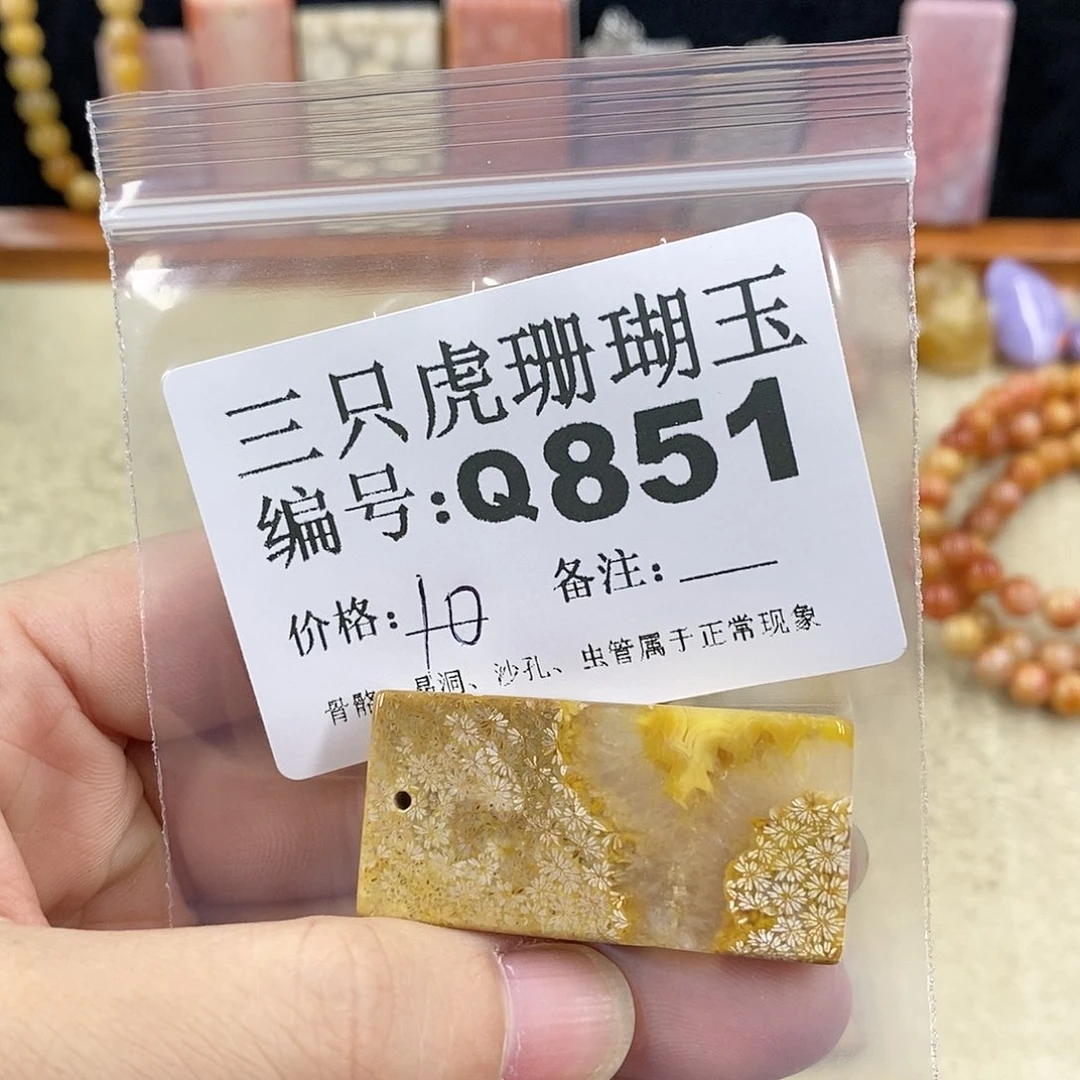 三只虎珊瑚玉
编号:Q851
价格: 备注:
骨骼 晶洞、沙孔、虫管属于正常现象